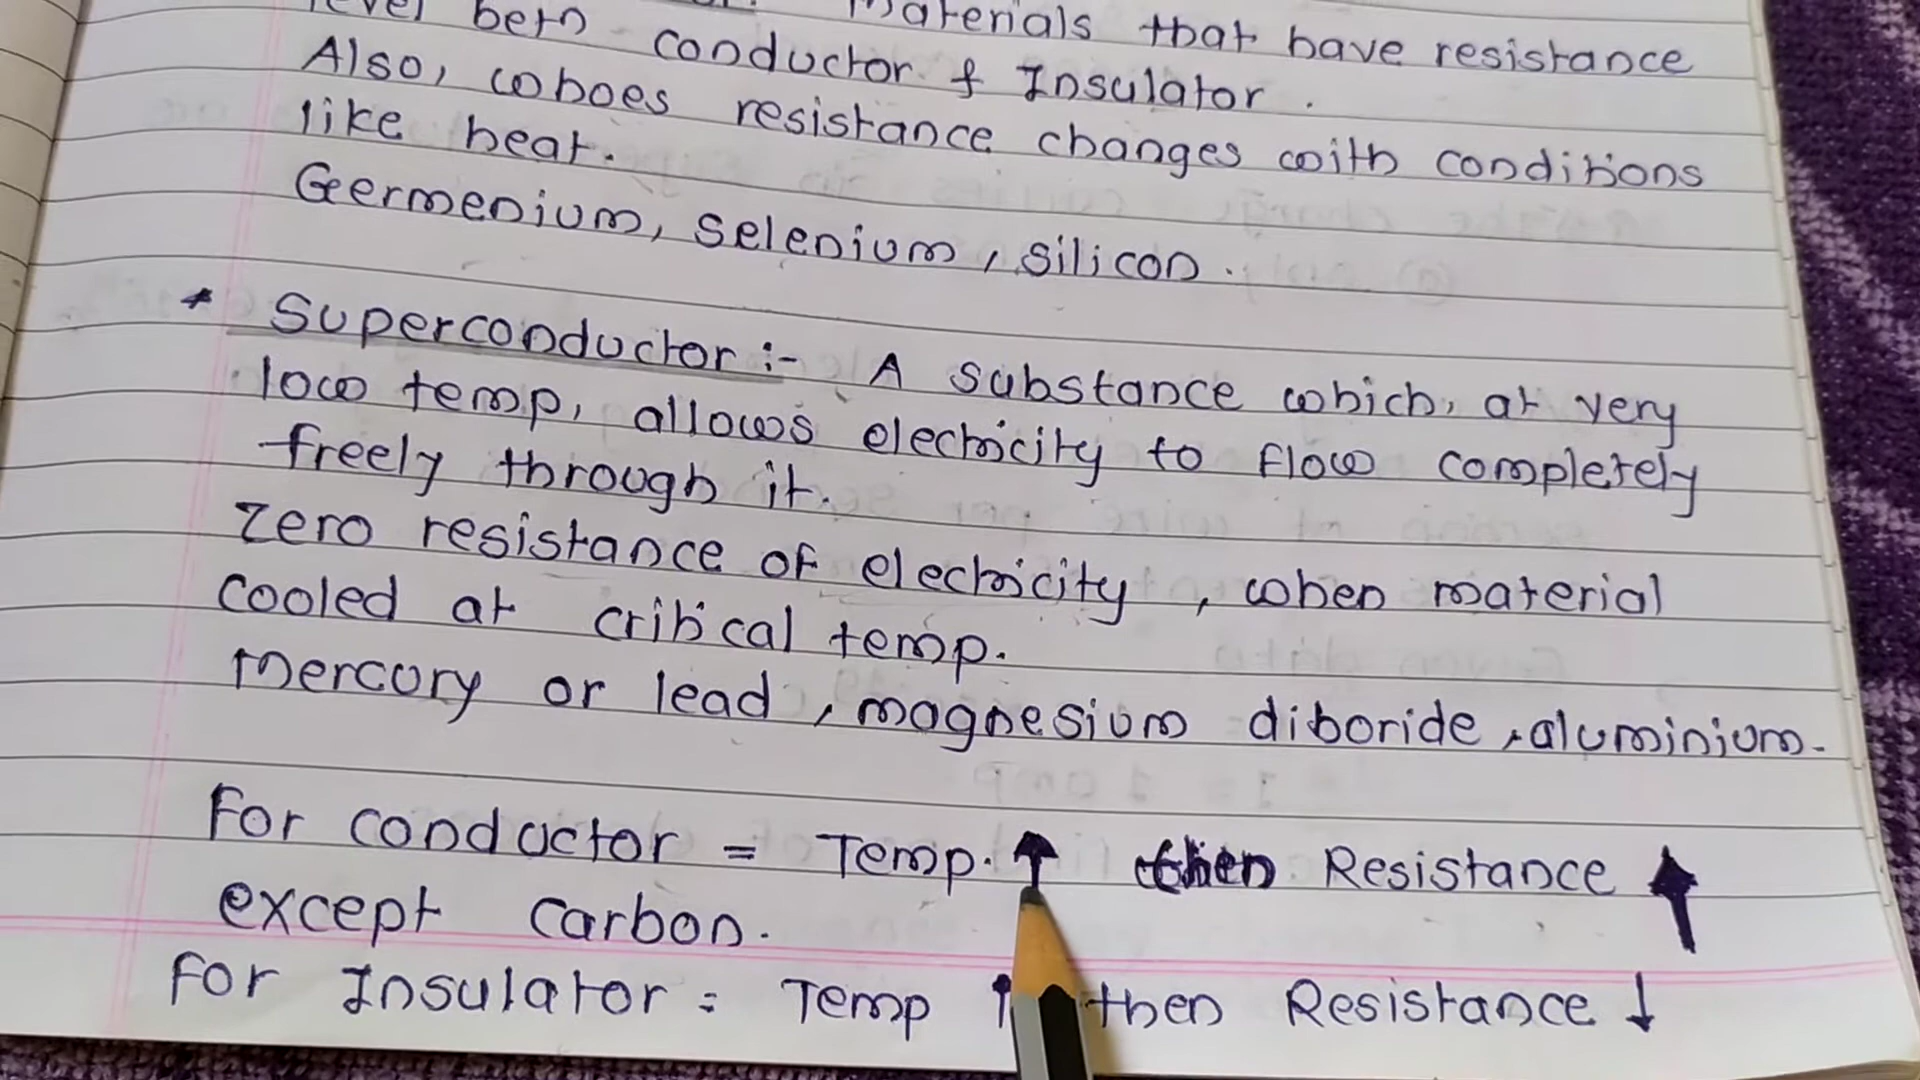 Materials that have resistance
level betn conductor & Insulator.
Also, whoes resistance changes with conditions
like heat.
Germenium, selenium, silicon.
* Superconductor :- A substance which, at very
low temp, allows electricity to flow completely
freely through it.
Zero resistance of electricity, when material
cooled at critical temp.
Mercury or lead, magnesium diboride, aluminium.
For conductor = Temp. ↑ then Resistance ↑
except carbon.
For Insulator = Temp ↑ then Resistance ↓